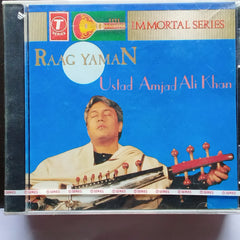 T
SERIES
IMMORTAL SERIES
RAAG YAMAN
Ustad Amjad Ali Khan